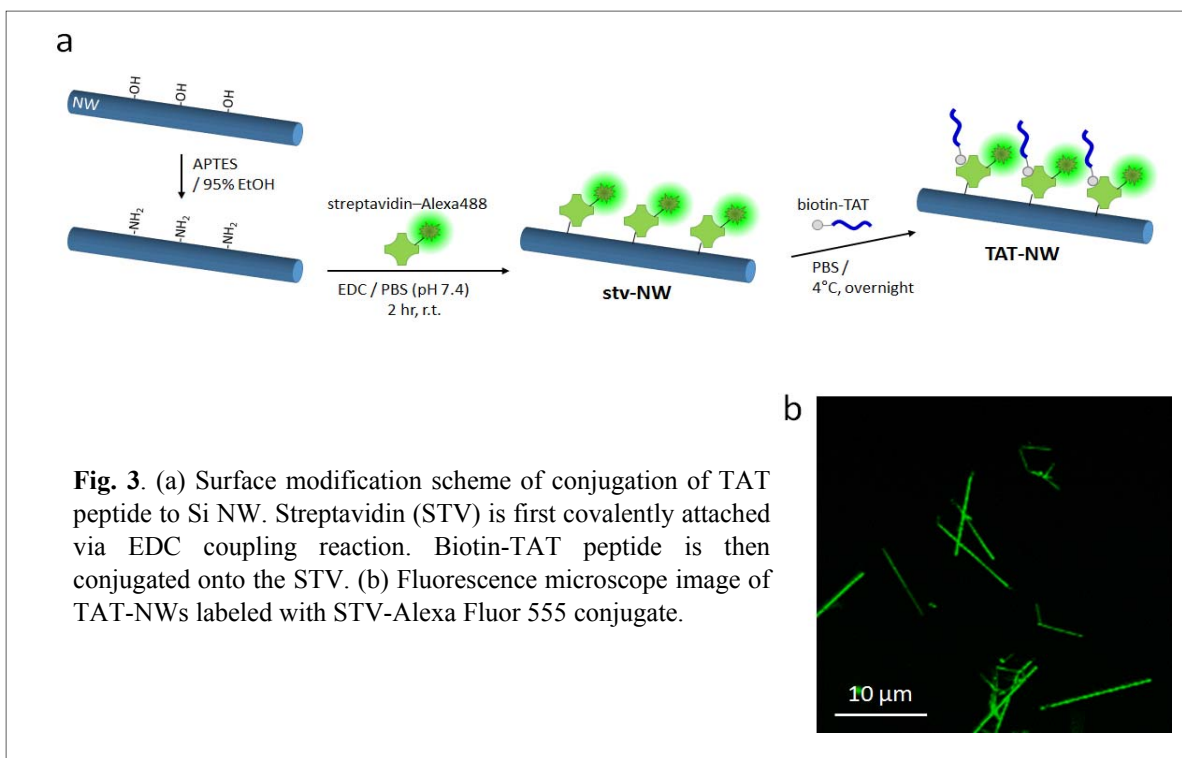 a
NW
-OH
-OH
-OH
APTES
/ 95% EtOH
-NH2
-NH2
-NH2
streptavidin–Alexa488
EDC / PBS (pH 7.4)
2 hr, r.t.
stv-NW
biotin-TAT
PBS /
4°C, overnight
TAT-NW
b
10 µm
Fig. 3. (a) Surface modification scheme of conjugation of TAT
peptide to Si NW. Streptavidin (STV) is first covalently attached
via EDC coupling reaction. Biotin-TAT peptide is then
conjugated onto the STV. (b) Fluorescence microscope image of
TAT-NWs labeled with STV-Alexa Fluor 555 conjugate.